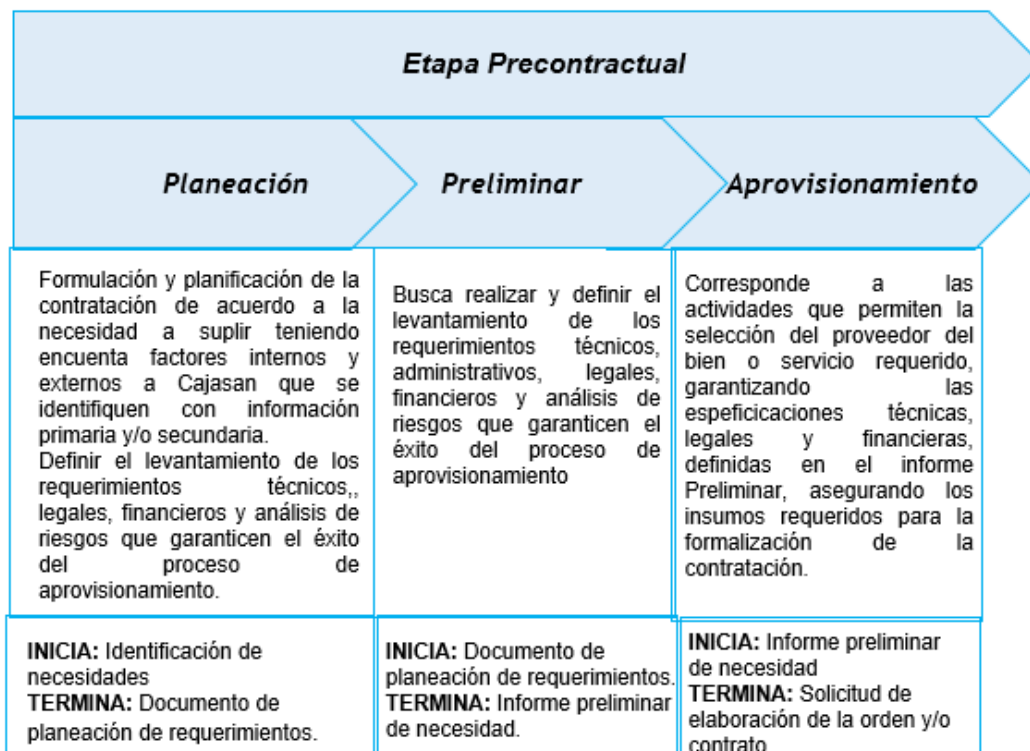 Etapa Precontractual
Planeación
Preliminar
Aprovisionamiento
Formulación y planificación de la
contratación de acuerdo a la
necesidad a suplir teniendo
encuenta factores internos y
externos a Cajasan que se
identifiquen con información
primaria y/o secundaria.
Definir el levantamiento de los
requerimientos técnicos,,
legales, financieros y análisis de
riesgos que garanticen el éxito
del proceso de
aprovisionamiento.
Busca realizar y definir el
levantamiento de los
requerimientos técnicos,
administrativos, legales,
financieros y análisis de
riesgos que garanticen el
éxito del proceso de
aprovisionamiento
Corresponde a las
actividades que permiten la
selección del proveedor del
bien o servicio requerido,
garantizando las
espeficicaciones técnicas,
legales y financieras,
definidas en el informe
Preliminar, asegurando los
insumos requeridos para la
formalización de la
contratación.
INICIA: Identificación de
necesidades
TERMINA: Documento de
planeación de requerimientos.
INICIA: Documento de
planeación de requerimientos.
TERMINA: Informe preliminar
de necesidad.
INICIA: Informe preliminar
de necesidad
TERMINA: Solicitud de
elaboración de la orden y/o
contrato